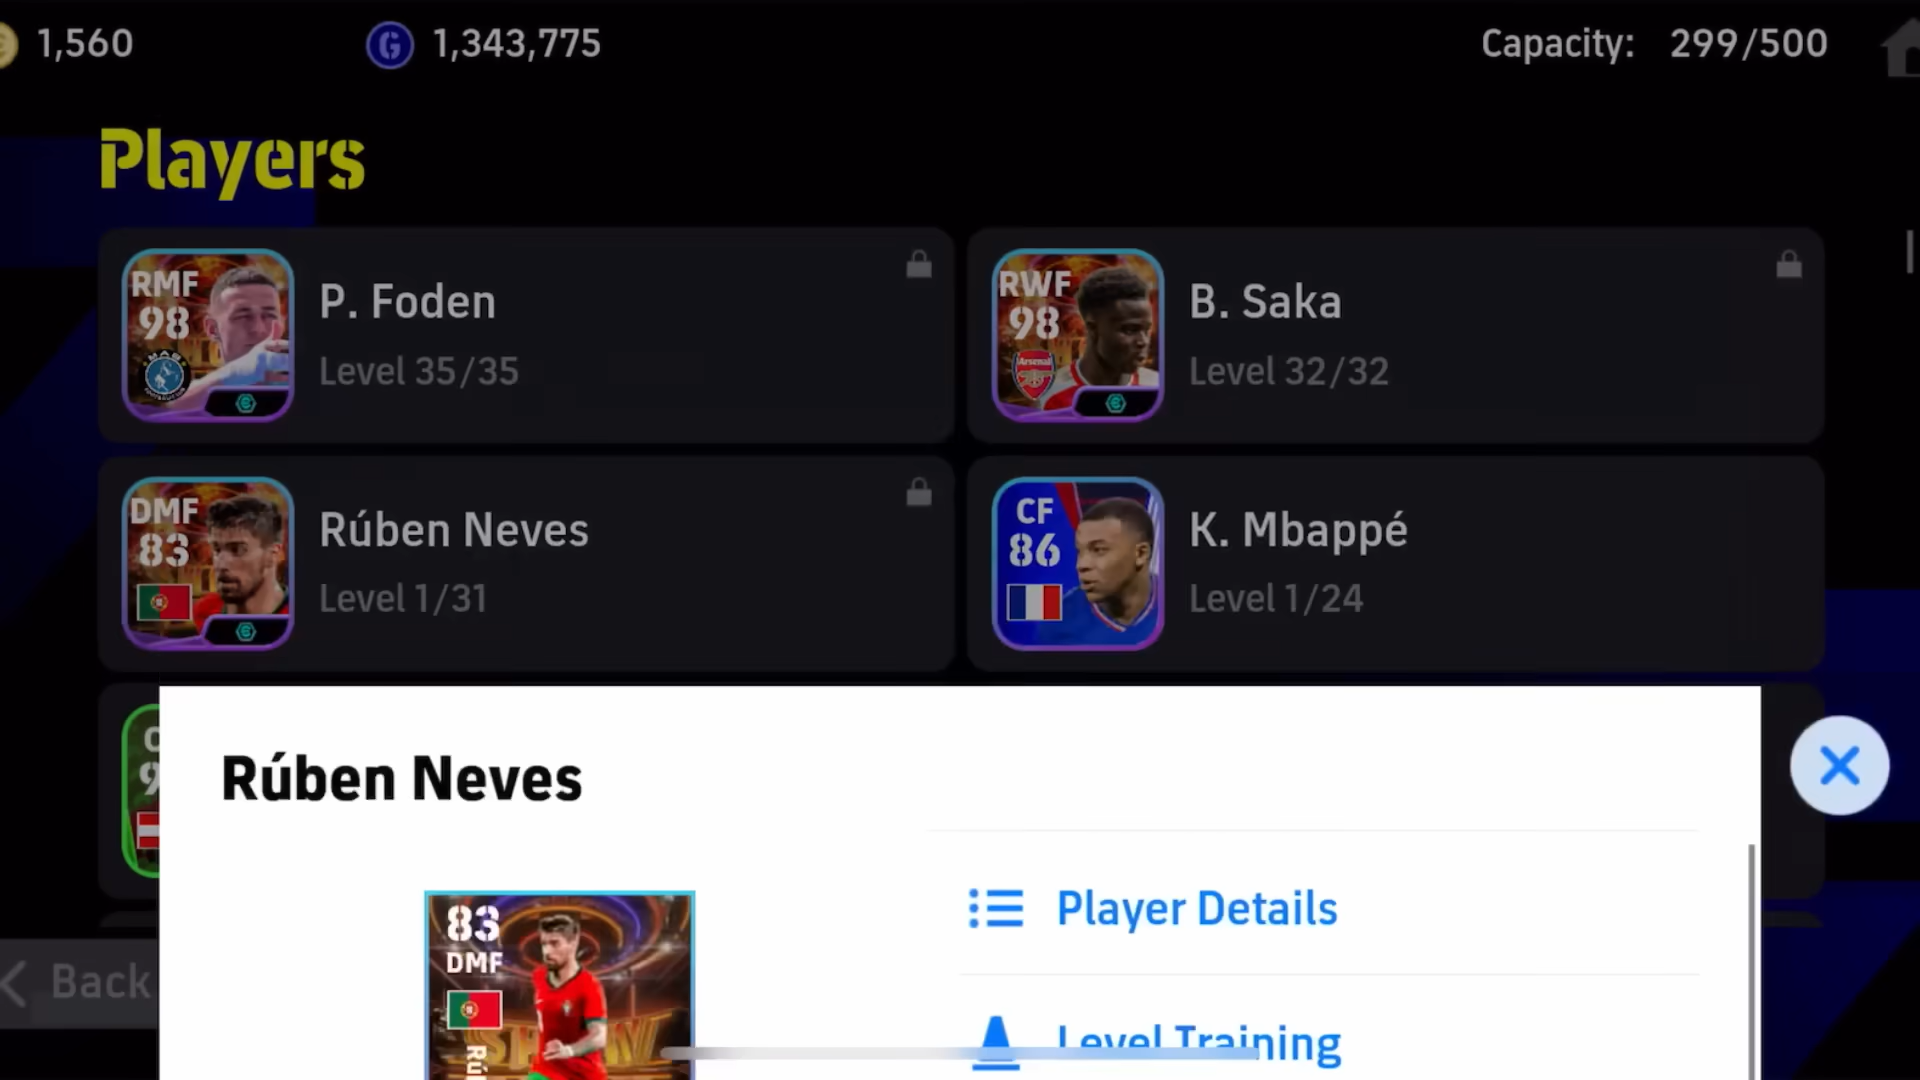 1,560
G 1,343,775
Capacity: 299/500
Players
RMF
98
P. Foden
Level 35/35
RWF
98
Arsenal
B. Saka
Level 32/32
DMF
83
Rúben Neves
Level 1/31
CF
86
K. Mbappé
Level 1/24
Rúben Neves
83
DMF
Player Details
Level Training
Back